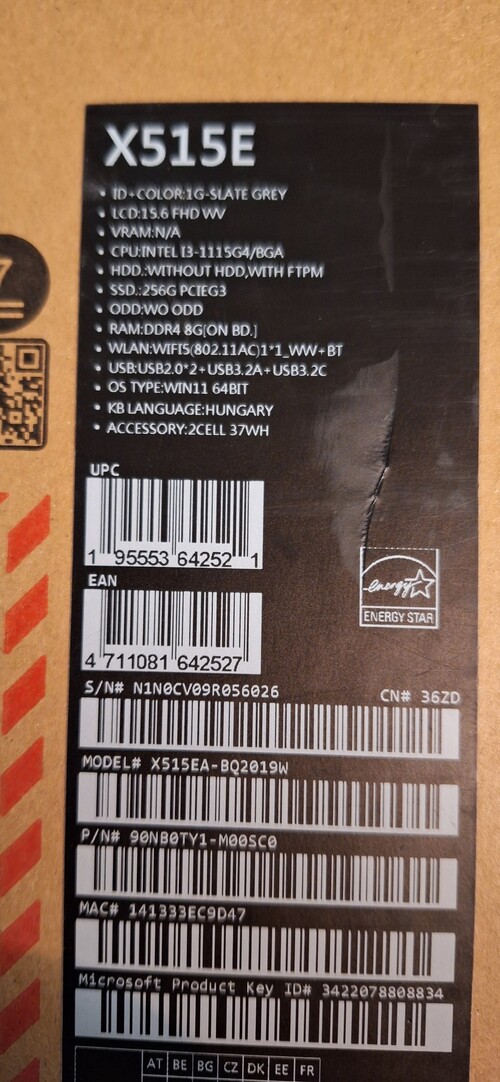 X515E
• ID+COLOR:1G-SLATE GREY
• LCD:15.6 FHD WV
• VRAM:N/A
• CPU:INTEL I3-1115G4/BGA
• HDD.:WITHOUT HDD,WITH FTPM
• SSD.:256G PCIEG3
• ODD:WO ODD
• RAM:DDR4 8G[ON BD.]
• WLAN:WIFI5(802.11AC)1*1_WW+BT
• USB:USB2.0*2+USB3.2A+USB3.2C
• OS TYPE:WIN11 64BIT
• KB LANGUAGE:HUNGARY
• ACCESSORY:2CELL 37WH
7
UPC
1 95553 64252 1
EAN
4 711081 642527
energy
ENERGY STAR
S/N# N1N0CV09R056026 CN# 36ZD
MODEL# X515EA-BQ2019W
P/N# 90NB0TY1-M00SC0
MAC# 141333EC9D47
Microsoft Product Key ID# 3422078808834
AT BE BG CZ DK EE FR